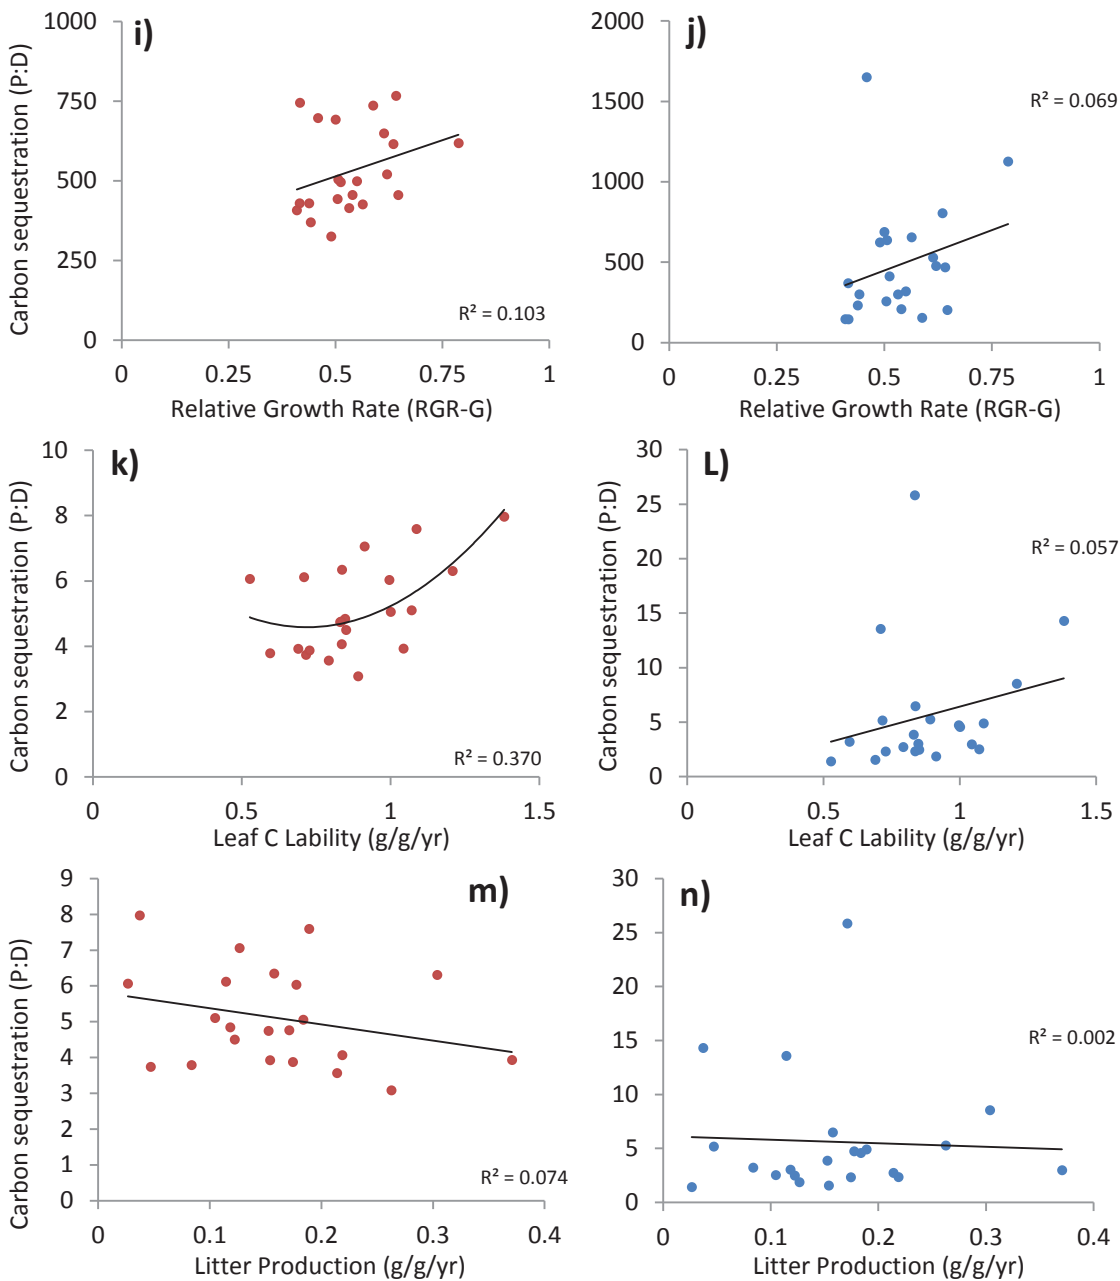 i)
Carbon sequestration (P:D)
1000
750
500
250
0
R² = 0.103
0 0.25 0.5 0.75 1
Relative Growth Rate (RGR-G)
j)
2000
1500
1000
500
0
R² = 0.069
0 0.25 0.5 0.75 1
Relative Growth Rate (RGR-G)
k)
Carbon sequestration (P:D)
10
8
6
4
2
0
R² = 0.370
0 0.5 1 1.5
Leaf C Lability (g/g/yr)
L)
Carbon sequestration (P:D)
30
25
20
15
10
5
0
R² = 0.057
0 0.5 1 1.5
Leaf C Lability (g/g/yr)
m)
Carbon sequestration (P:D)
9
8
7
6
5
4
3
2
1
0
R² = 0.074
0 0.1 0.2 0.3 0.4
Litter Production (g/g/yr)
n)
30
25
20
15
10
5
0
R² = 0.002
0 0.1 0.2 0.3 0.4
Litter Production (g/g/yr)